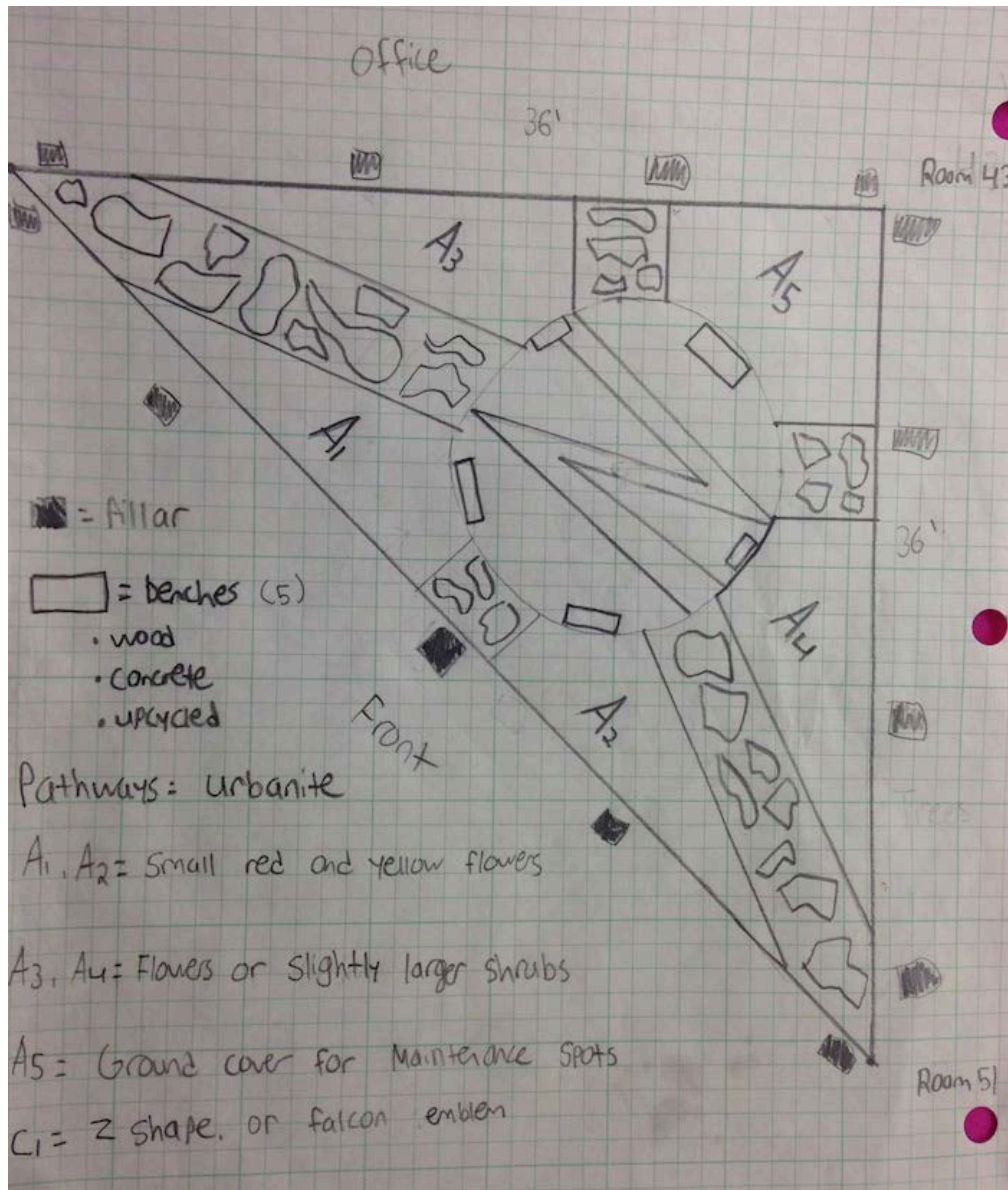 Office
36'
Room 43
A3
A5
A1
■ = Pillar
36'
▭ = benches (5)
• wood
• concrete
• upcycled
A4
A2
Front
Trees
Pathways = Urbanite
A1, A2 = Small red and yellow flowers
A3, A4 = Flowers or slightly larger shrubs
A5 = Ground cover for Maintenance Spots
Room 51
C1 = Z shape. or falcon emblem